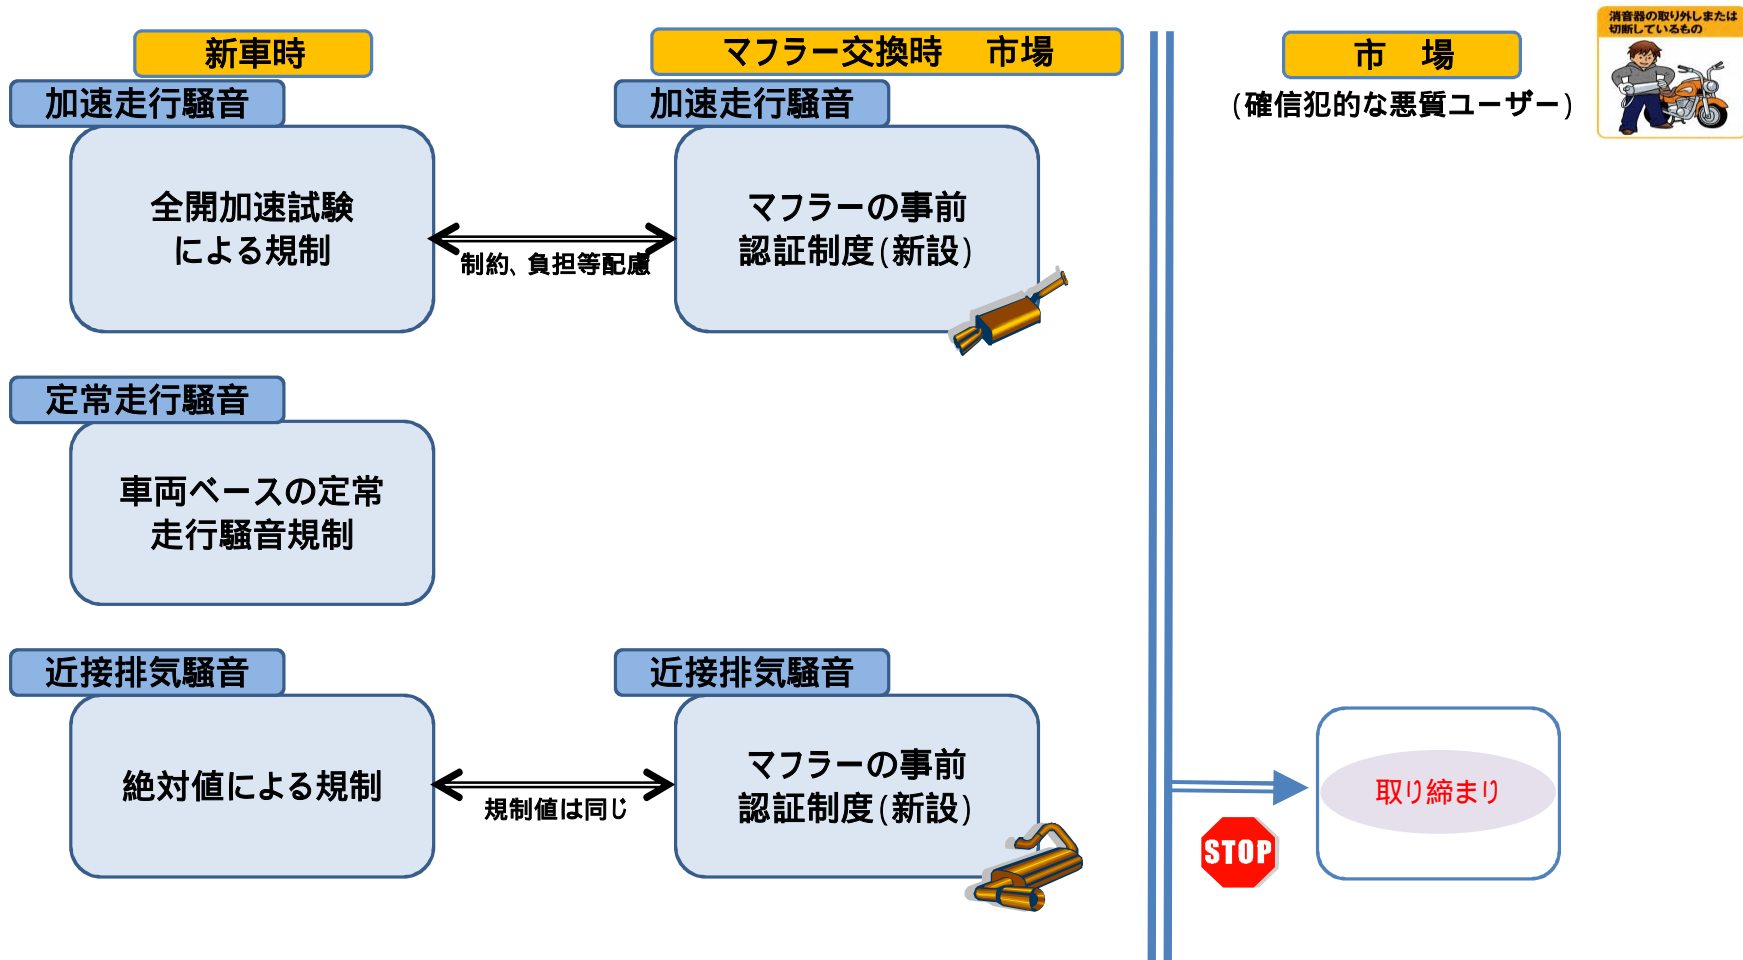 新車時
マフラー交換時 市場
市 場
(確信犯的な悪質ユーザー)
消音器の取り外しまたは
切断しているもの
加速走行騒音
全開加速試験
による規制
制約、負担等配慮
加速走行騒音
マフラーの事前
認証制度(新設)
定常走行騒音
車両ベースの定常
走行騒音規制
近接排気騒音
絶対値による規制
規制値は同じ
近接排気騒音
マフラーの事前
認証制度(新設)
STOP
取り締まり